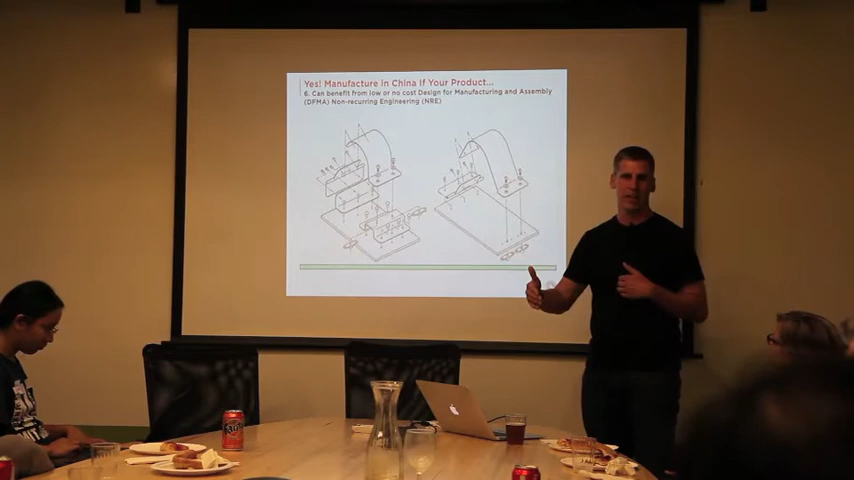 Yes! Manufacture in China If Your Product...
6. Can benefit from low or no cost Design for Manufacturing and Assembly
(DFMA) Non-recurring Engineering (NRE)